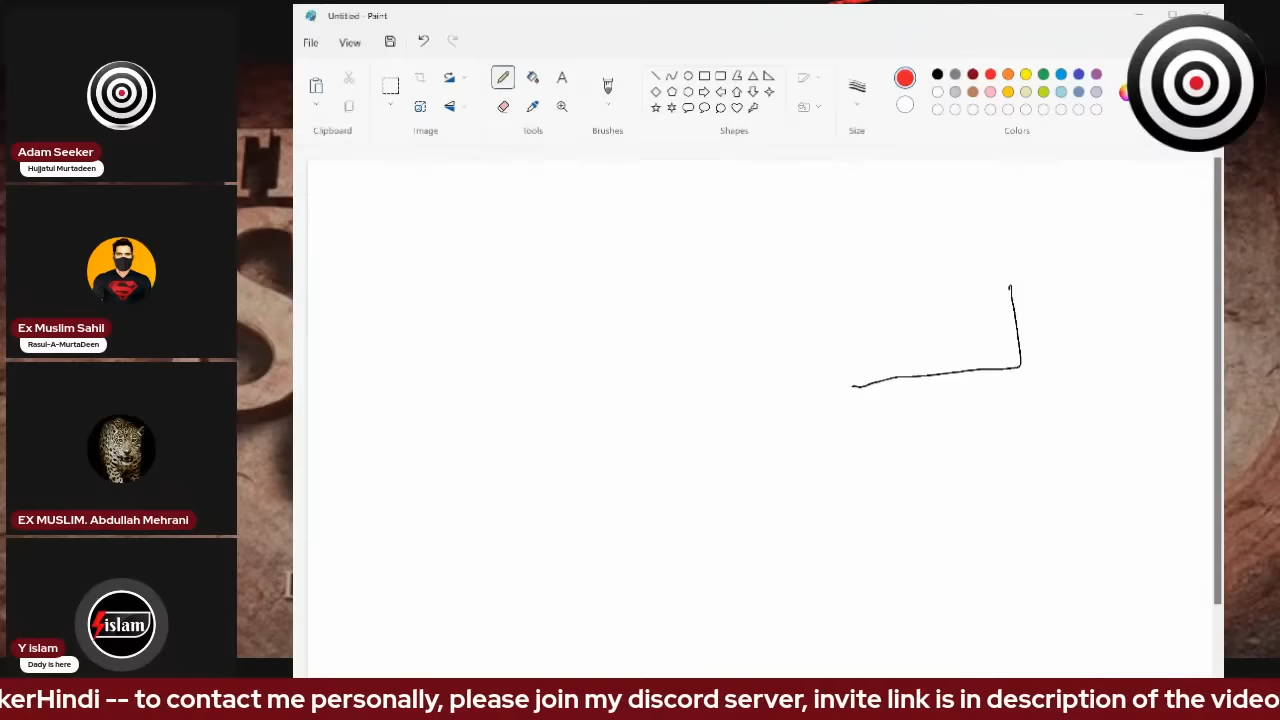 Untitled - Paint
File
View
Clipboard
Image
Tools
Brushes
Shapes
Size
Colors
Adam Seeker
Hujjatul Murtadeen
Ex Muslim Sahil
Rasul-A-MurtaDeen
EX MUSLIM. Abdullah Mehrani
islam
Y islam
Dady is here
kerHindi -- to contact me personally, please join my discord server, invite link is in description of the video